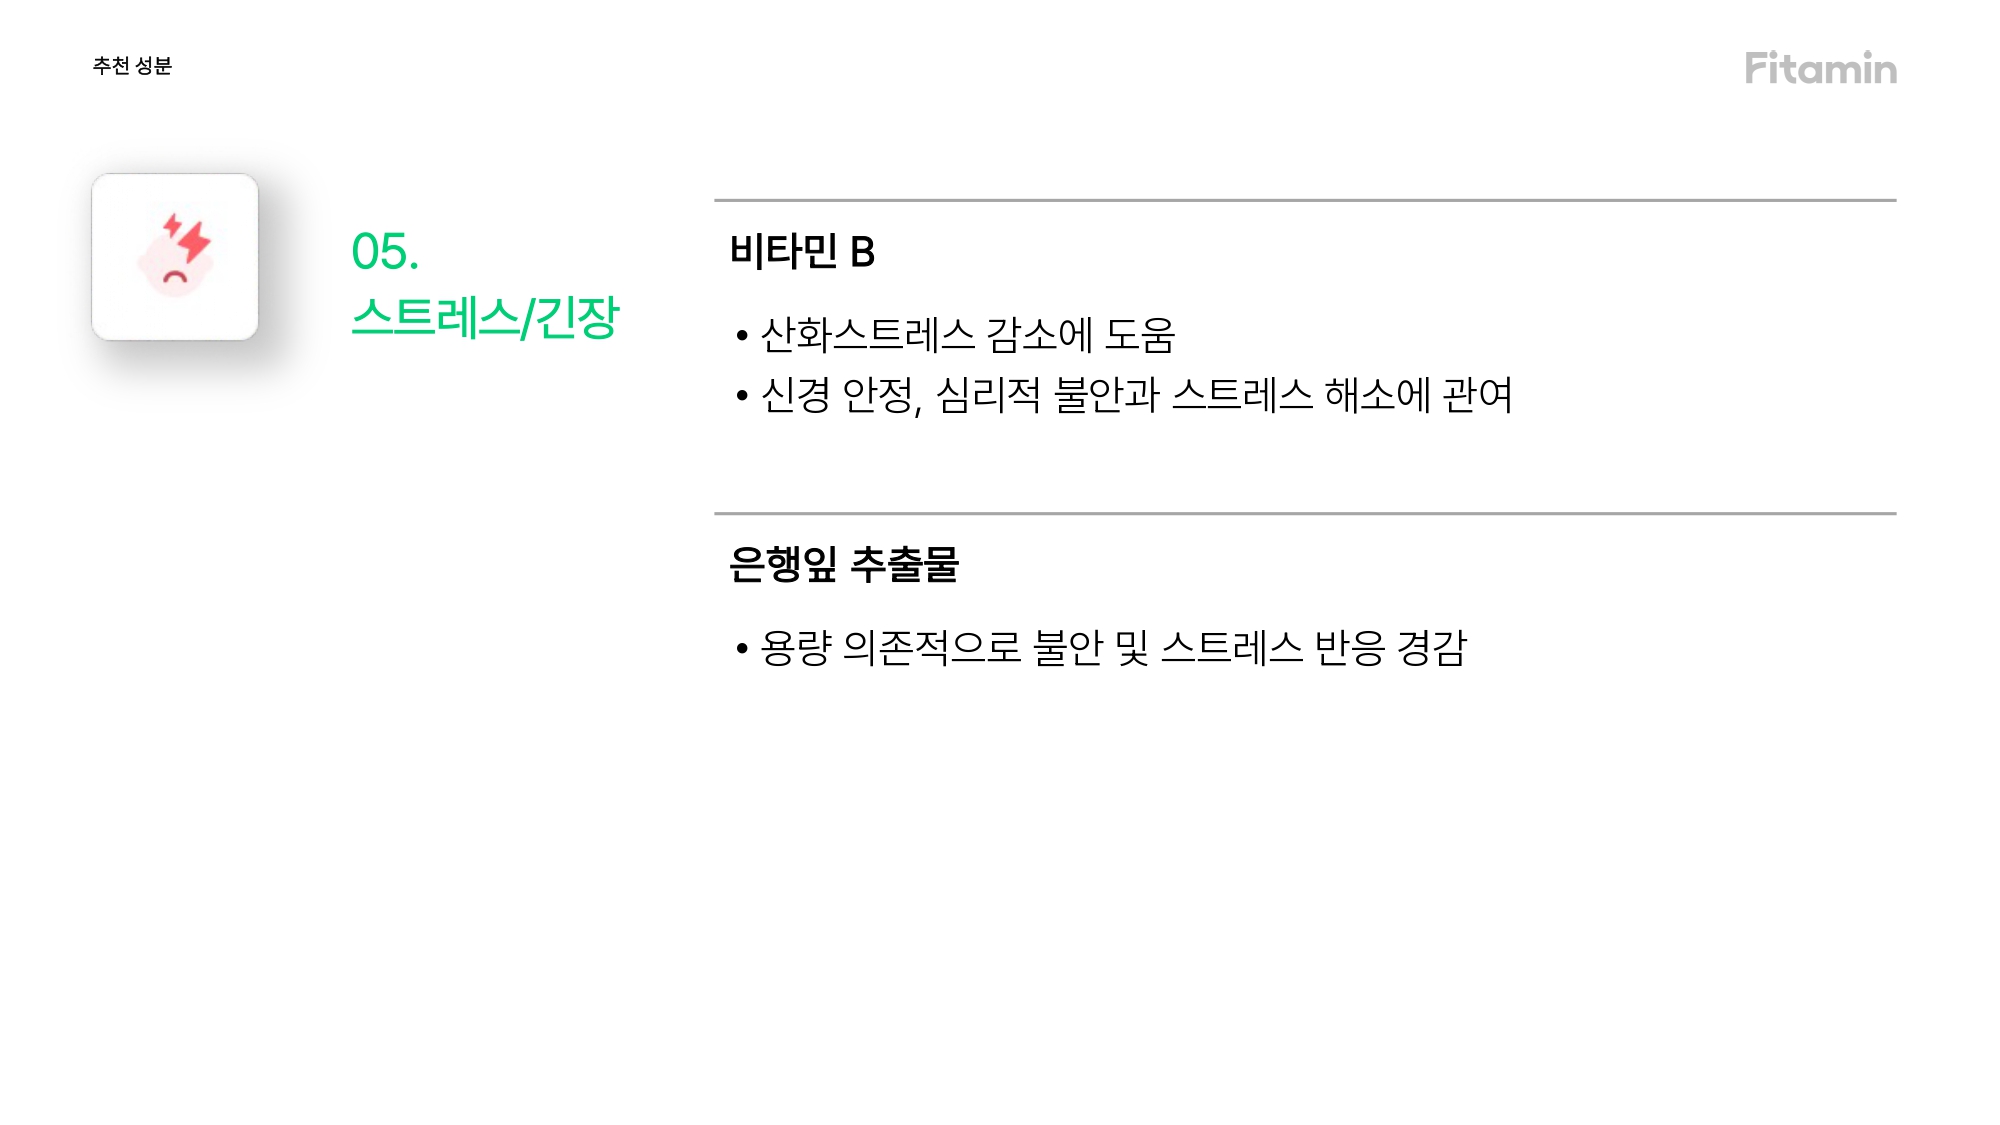 추천 성분
Fitamin
05.
스트레스/긴장
비타민 B
• 산화스트레스 감소에 도움
• 신경 안정, 심리적 불안과 스트레스 해소에 관여
은행잎 추출물
• 용량 의존적으로 불안 및 스트레스 반응 경감